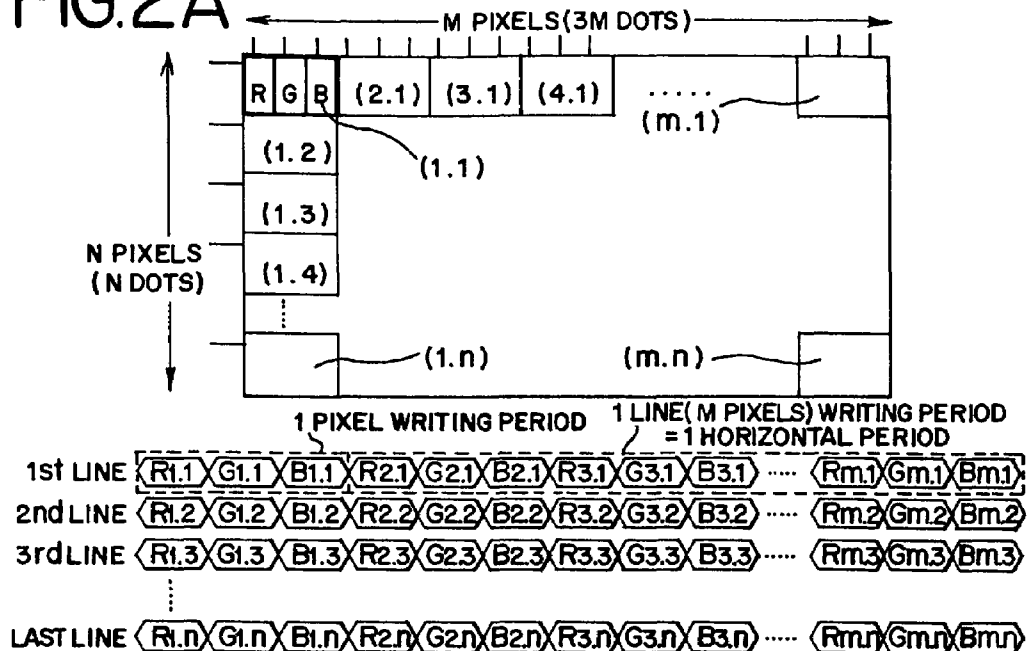 FIG.2A
M PIXELS(3M DOTS)
R G B (2.1) (3.1) (4.1) ..... (m.1)
(1.2) (1.1)
(1.3)
N PIXELS
(N DOTS)
(1.4)
(1.n) (m.n)
1 PIXEL WRITING PERIOD
1 LINE(M PIXELS) WRITING PERIOD
=1 HORIZONTAL PERIOD
1st LINE R1.1 G1.1 B1.1 R2.1 G2.1 B2.1 R3.1 G3.1 B3.1 ..... Rm.1 Gm.1 Bm.1
2nd LINE R1.2 G1.2 B1.2 R2.2 G2.2 B2.2 R3.2 G3.2 B3.2 ..... Rm.2 Gm.2 Bm.2
3rd LINE R1.3 G1.3 B1.3 R2.3 G2.3 B2.3 R3.3 G3.3 B3.3 ..... Rm.3 Gm.3 Bm.3
LAST LINE R1.n G1.n B1.n R2.n G2.n B2.n R3.n G3.n B3.n ..... Rm.n Gm.n Bm.n